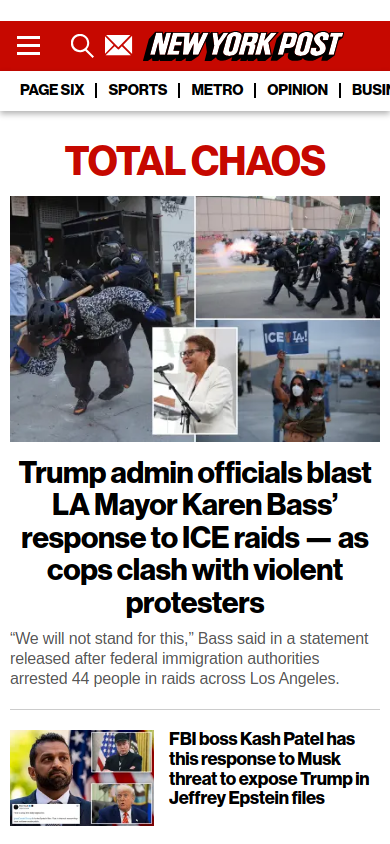 NEW YORK POST
PAGE SIX
SPORTS
METRO
OPINION
BUSI
TOTAL CHAOS
ICE LA!
Trump admin officials blast
LA Mayor Karen Bass’
response to ICE raids — as
cops clash with violent
protesters
“We will not stand for this,” Bass said in a statement
released after federal immigration authorities
arrested 44 people in raids across Los Angeles.
FBI boss Kash Patel has
this response to Musk
threat to expose Trump in
Jeffrey Epstein files